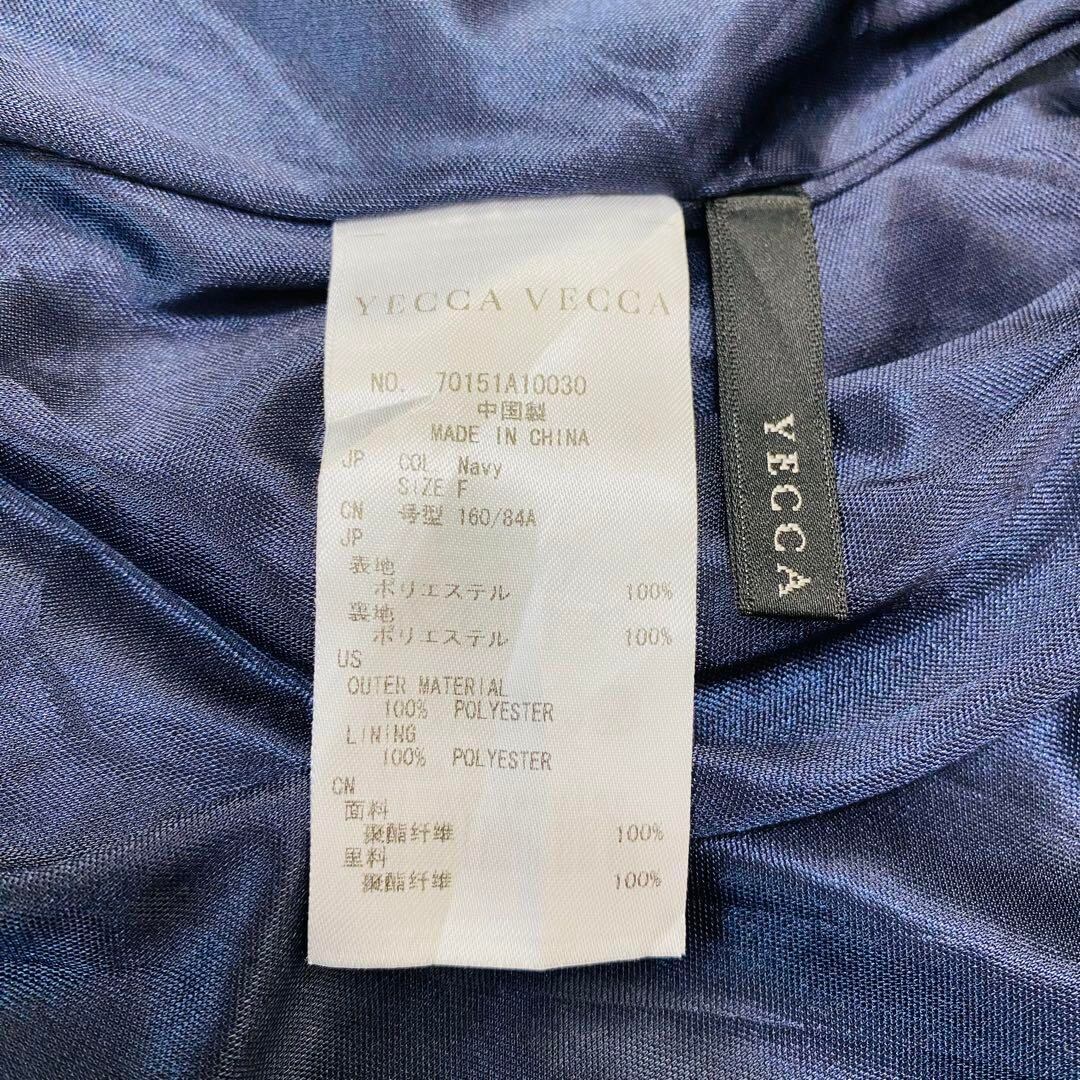 YECCA VECCA
NO. 70151A10030
中国製
MADE IN CHINA
JP COL. Navy
SIZE F
CN 号型 160/84A
JP
表地
ポリエステル 100%
裏地
ポリエステル 100%
US
OUTER MATERIAL
100% POLYESTER
LINING
100% POLYESTER
CN
面料
聚酯纤维 100%
里料
聚酯纤维 100%
YECCA